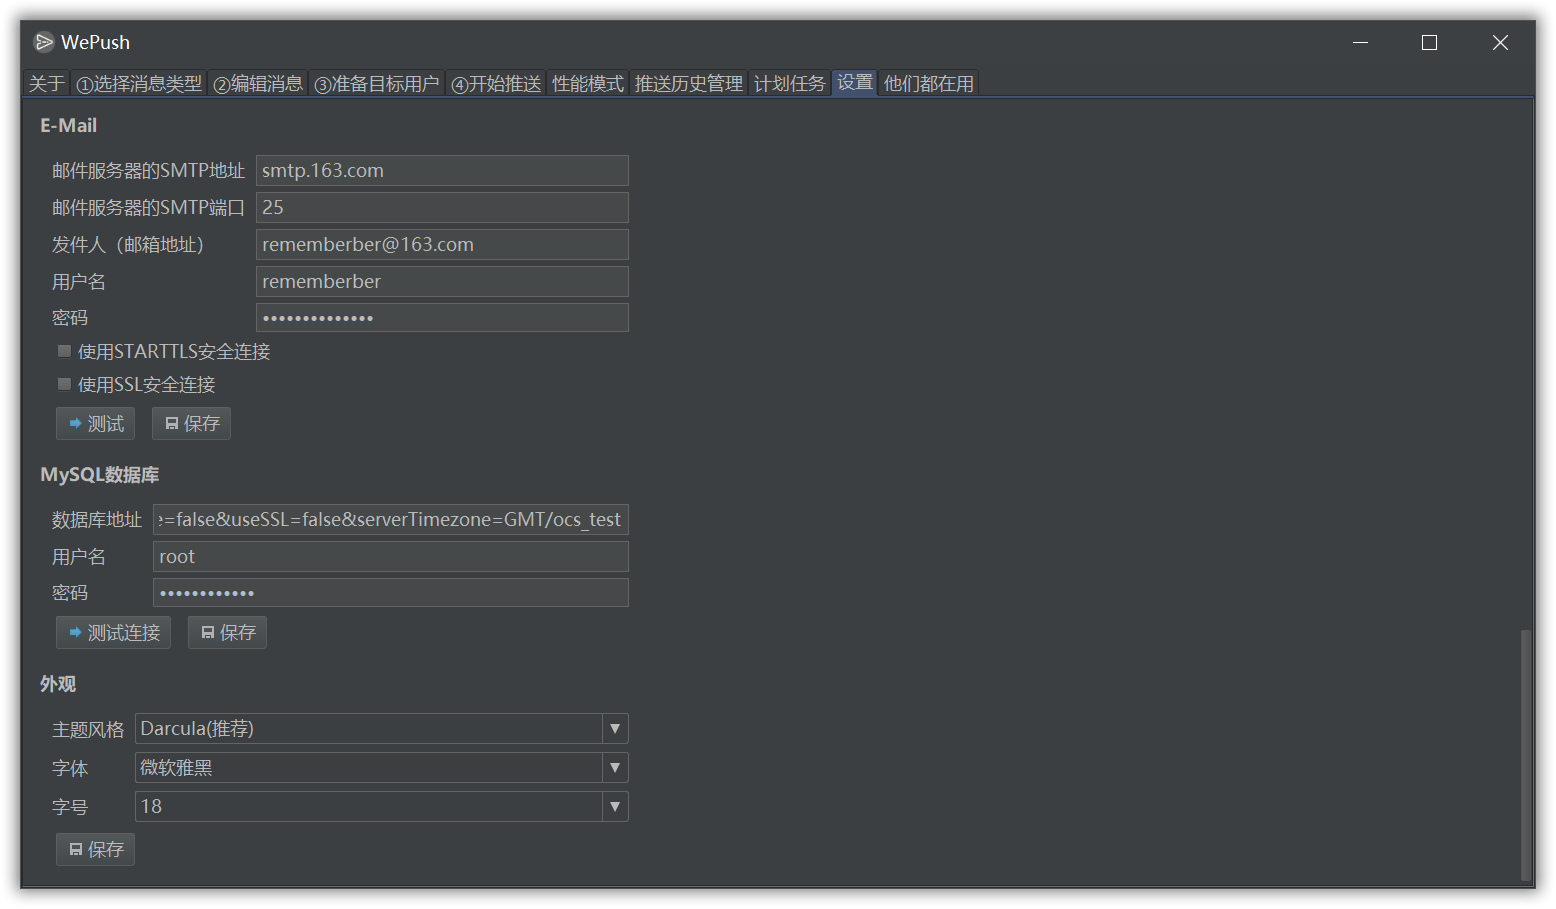 WePush
关于 ①选择消息类型 ②编辑消息 ③准备目标用户 ④开始推送 性能模式 推送历史管理 计划任务 设置 他们都在用
E-Mail
邮件服务器的SMTP地址 smtp.163.com
邮件服务器的SMTP端口 25
发件人（邮箱地址） rememberber@163.com
用户名 rememberber
密码 ••••••••••••••
使用STARTTLS安全连接
使用SSL安全连接
测试 保存
MySQL数据库
数据库地址 =false&useSSL=false&serverTimezone=GMT/ocs_test
用户名 root
密码 ••••••••••••
测试连接 保存
外观
主题风格 Darcula(推荐)
字体 微软雅黑
字号 18
保存